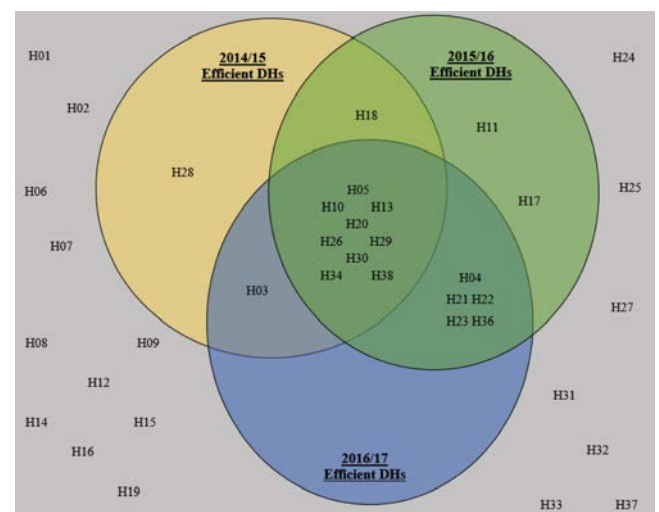 2014/15
Efficient DHs
2015/16
Efficient DHs
H01
H24
H02
H18
H11
H28
H06
H05
H25
H10 H13
H17
H20
H07
H26 H29
H30
H34 H38
H04
H03
H21 H22
H27
H23 H36
H08
H09
H12
H31
H14
H15
H16
H32
2016/17
Efficient DHs
H19
H33
H37